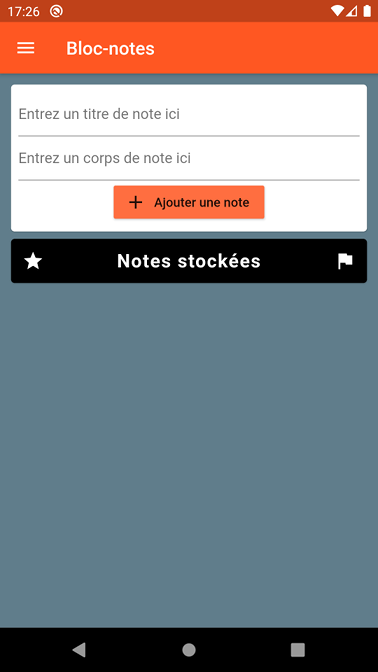 17:26
Bloc-notes
Entrez un titre de note ici
Entrez un corps de note ici
Ajouter une note
Notes stockées